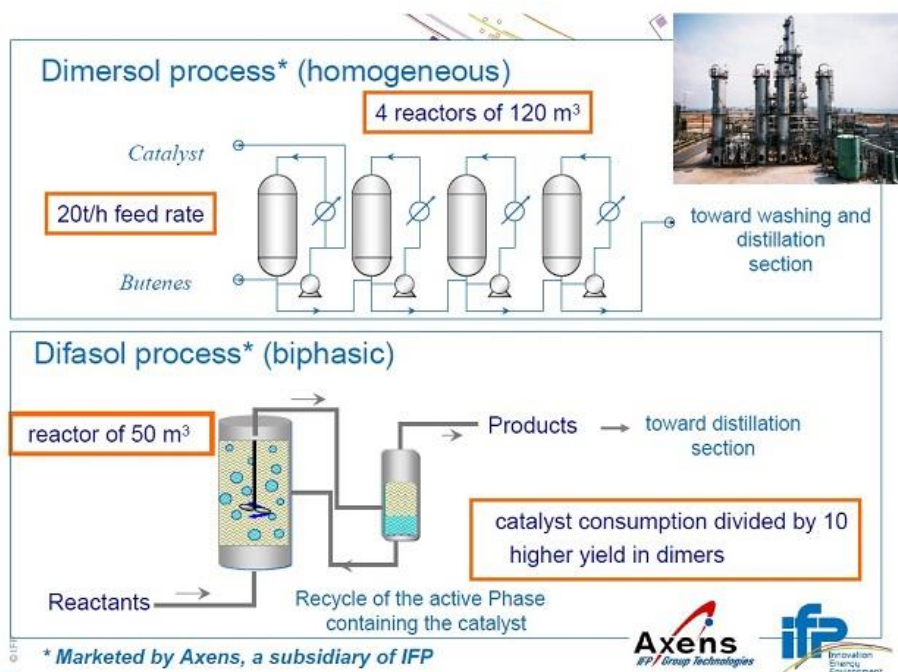 Dimersol process* (homogeneous)
4 reactors of 120 m³
Catalyst
20t/h feed rate
Butenes
toward washing and
distillation
section
Difasol process* (biphasic)
reactor of 50 m³
Products
toward distillation
section
catalyst consumption divided by 10
higher yield in dimers
Reactants
Recycle of the active Phase
containing the catalyst
* Marketed by Axens, a subsidiary of IFP
Axens
IFP Group Technologies
ifp
Innovation
Energy
Environment